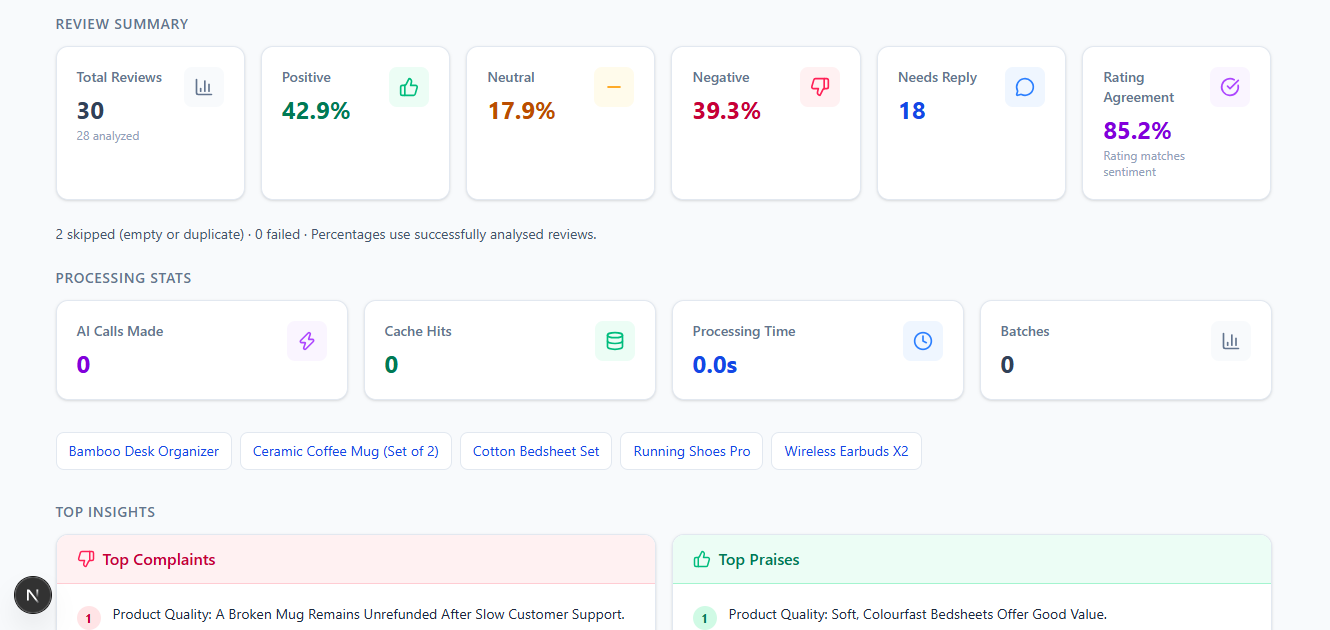 REVIEW SUMMARY
Total Reviews
30
28 analyzed
Positive
42.9%
Neutral
17.9%
Negative
39.3%
Needs Reply
18
Rating
Agreement
85.2%
Rating matches
sentiment
2 skipped (empty or duplicate) · 0 failed · Percentages use successfully analysed reviews.
PROCESSING STATS
AI Calls Made
0
Cache Hits
0
Processing Time
0.0s
Batches
0
Bamboo Desk Organizer
Ceramic Coffee Mug (Set of 2)
Cotton Bedsheet Set
Running Shoes Pro
Wireless Earbuds X2
TOP INSIGHTS
Top Complaints
1 Product Quality: A Broken Mug Remains Unrefunded After Slow Customer Support.
Top Praises
1 Product Quality: Soft, Colourfast Bedsheets Offer Good Value.
N